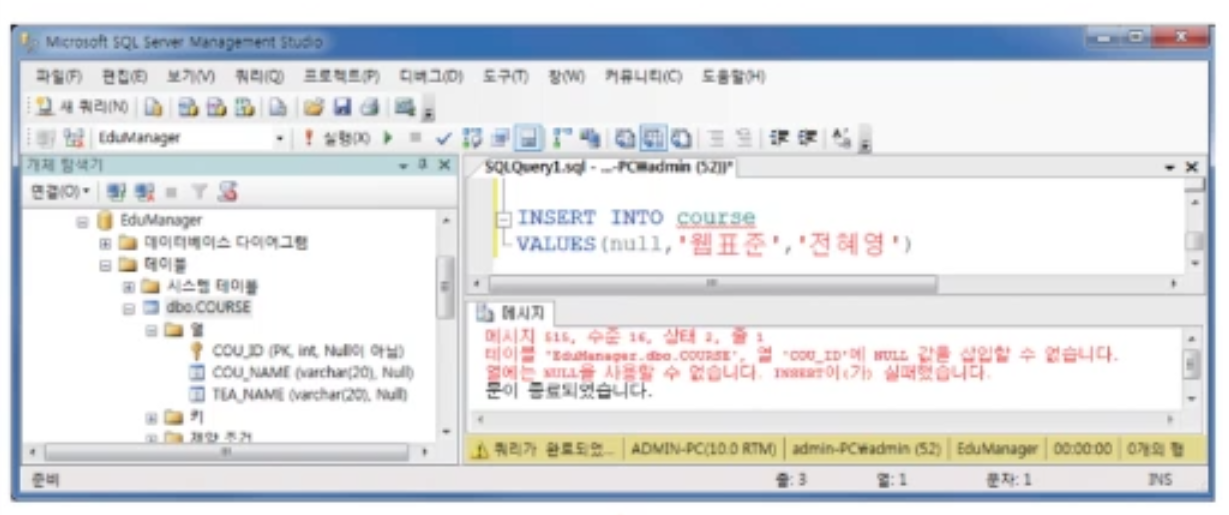 Microsoft SQL Server Management Studio
파일(F) 편집(E) 보기(V) 쿼리(Q) 프로젝트(P) 디버그(D) 도구(T) 창(W) 커뮤니티(C) 도움말(H)
새 쿼리(N)
EduManager 실행(X)
개체 탐색기
연결(O)
EduManager
데이터베이스 다이어그램
테이블
시스템 테이블
dbo.COURSE
열
COU_ID (PK, int, Null이 아님)
COU_NAME (varchar(20), Null)
TEA_NAME (varchar(20), Null)
키
제약 조건
SQLQuery1.sql - ...-PC₩admin (52))*
INSERT INTO course
VALUES(null,'웹표준','전혜영')
메시지
메시지 515, 수준 16, 상태 2, 줄 1
테이블 'EduManager.dbo.COURSE', 열 'COU_ID'에 NULL 값을 삽입할 수 없습니다.
열에는 NULL을 사용할 수 없습니다. INSERT이(가) 실패했습니다.
문이 종료되었습니다.
쿼리가 완료되었... ADMIN-PC(10.0 RTM) admin-PC₩admin (52) EduManager 00:00:00 0개의 행
준비 줄: 3 열: 1 문자: 1 INS